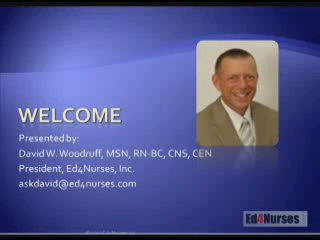 WELCOME
Presented by:
David W. Woodruff, MSN, RN-BC, CNS, CEN
President, Ed4Nurses, Inc.
askdavid@ed4nurses.com
Ed4Nurses